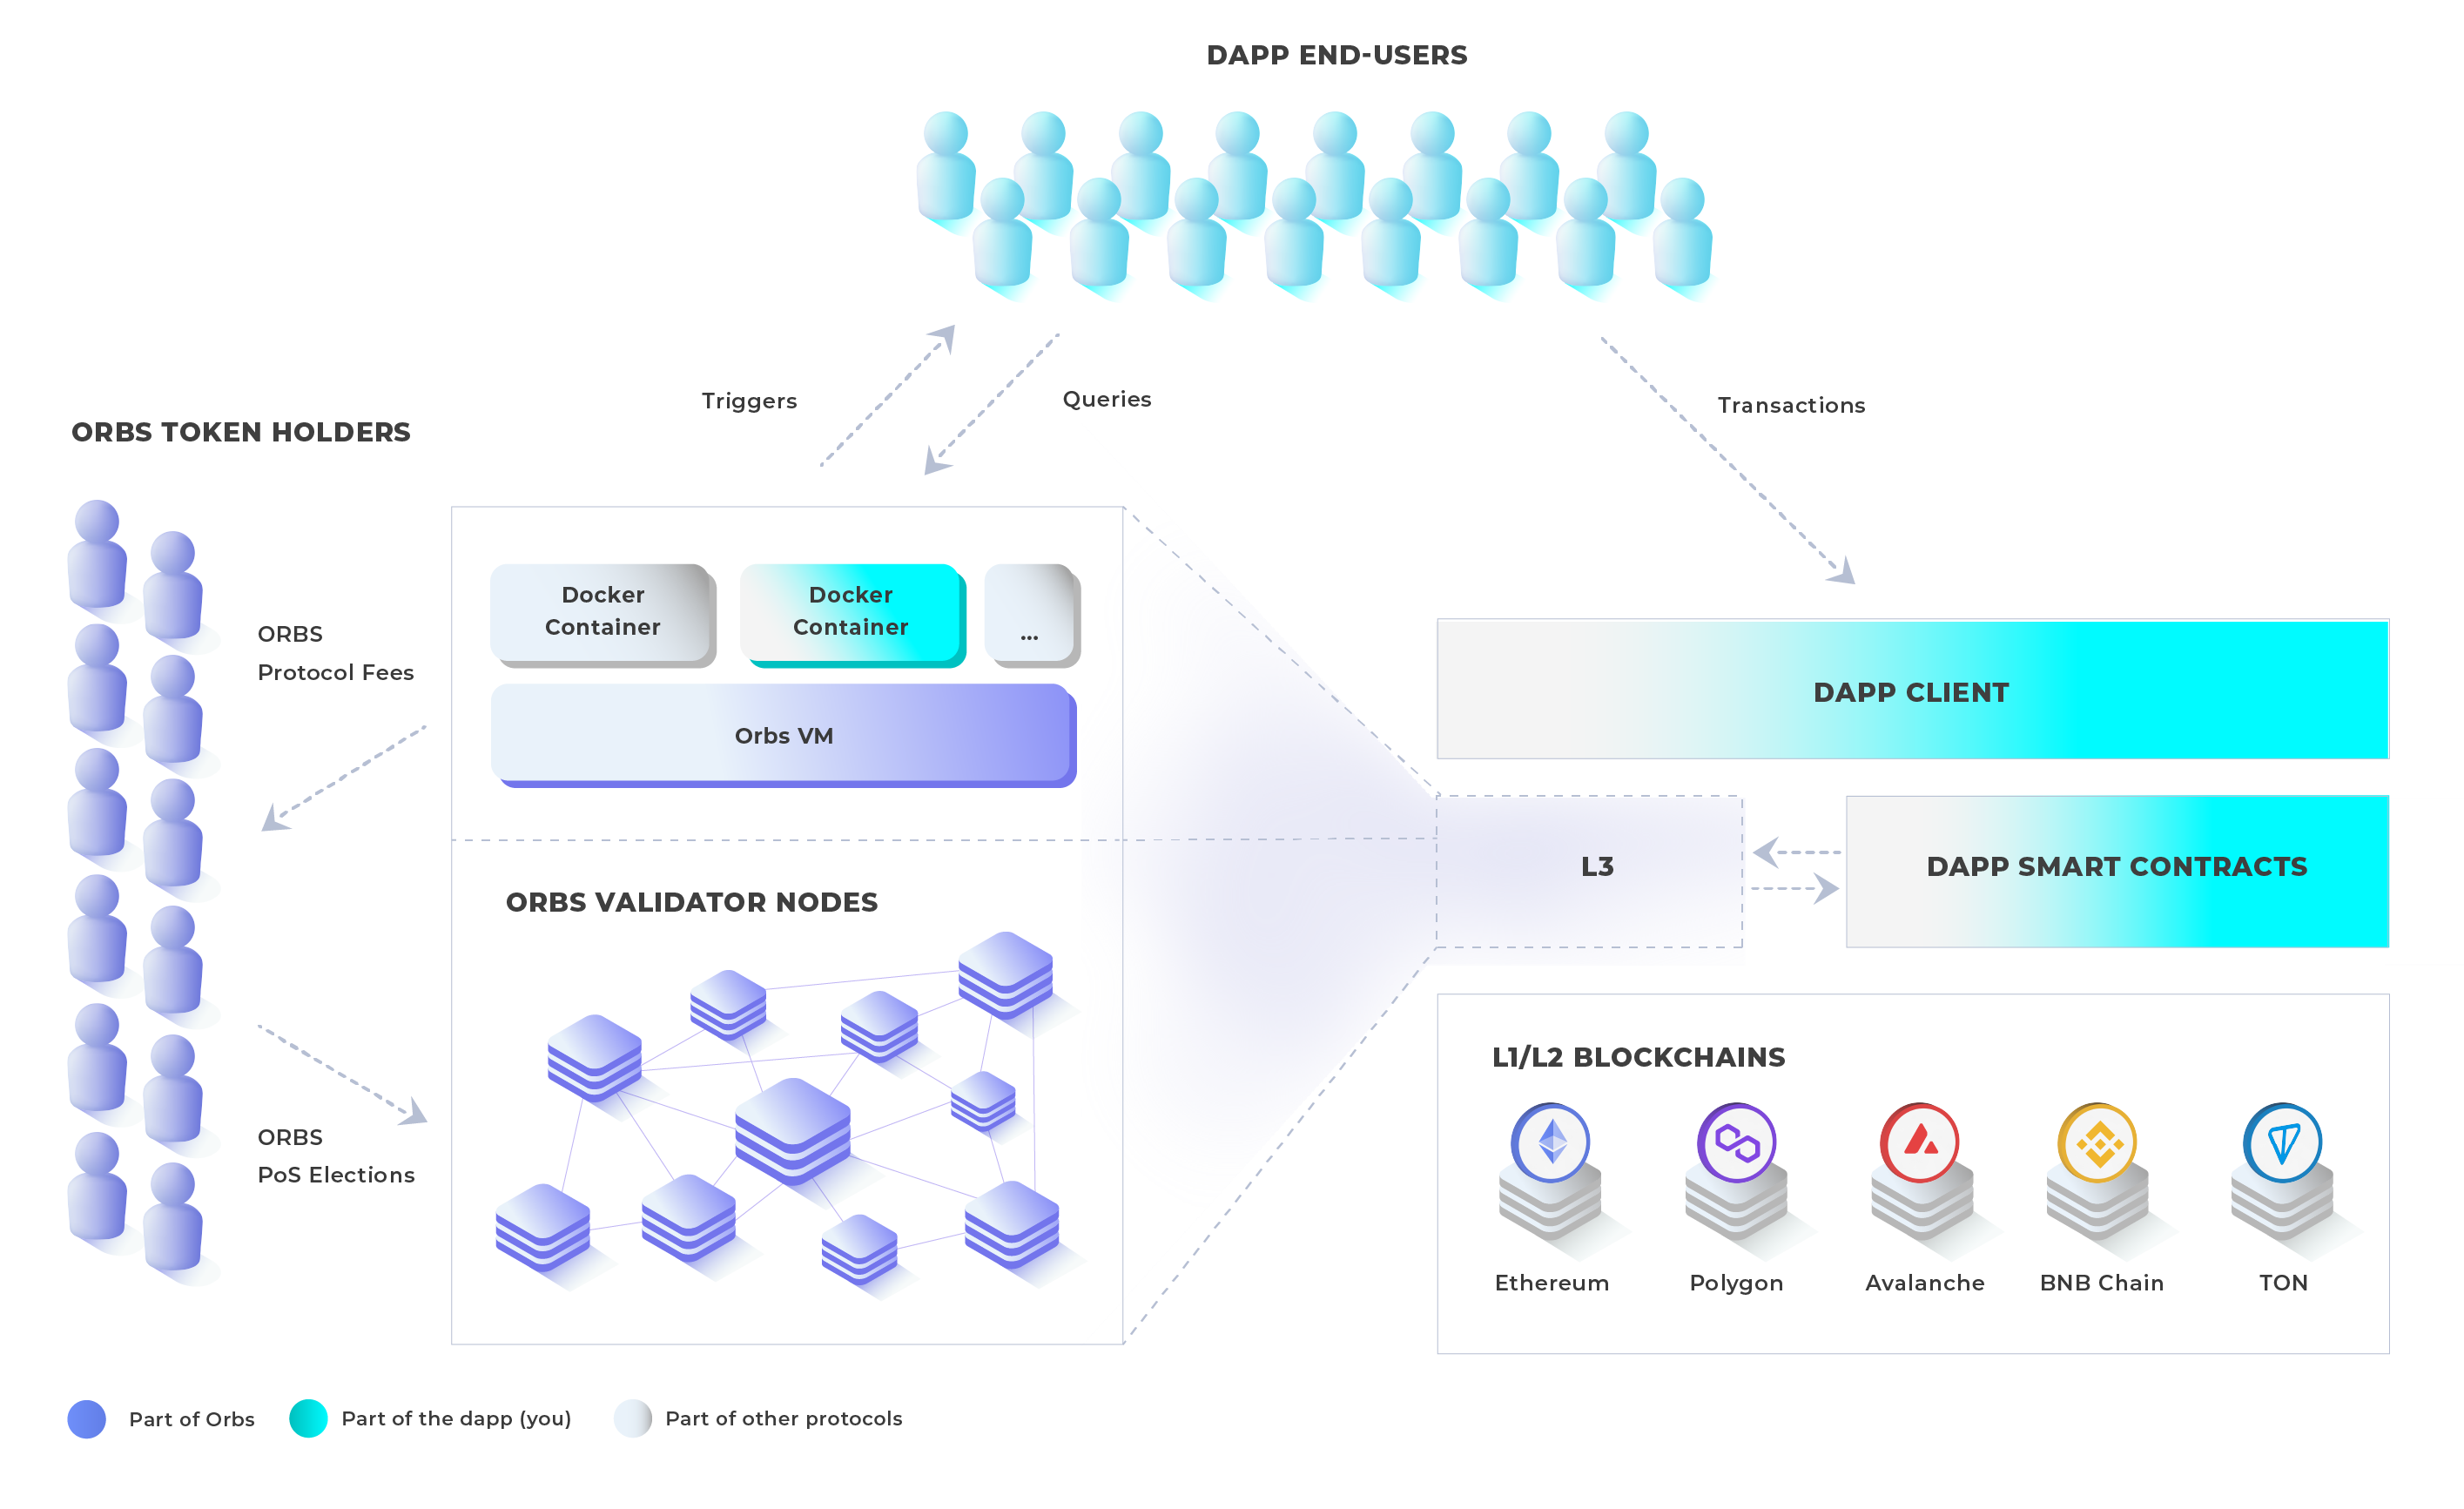 DAPP END-USERS
Triggers
Queries
Transactions
ORBS TOKEN HOLDERS
ORBS
Protocol Fees
ORBS
PoS Elections
Docker
Container
Docker
Container
...
Orbs VM
ORBS VALIDATOR NODES
DAPP CLIENT
L3
DAPP SMART CONTRACTS
L1/L2 BLOCKCHAINS
Ethereum
Polygon
Avalanche
BNB Chain
TON
Part of Orbs
Part of the dapp (you)
Part of other protocols